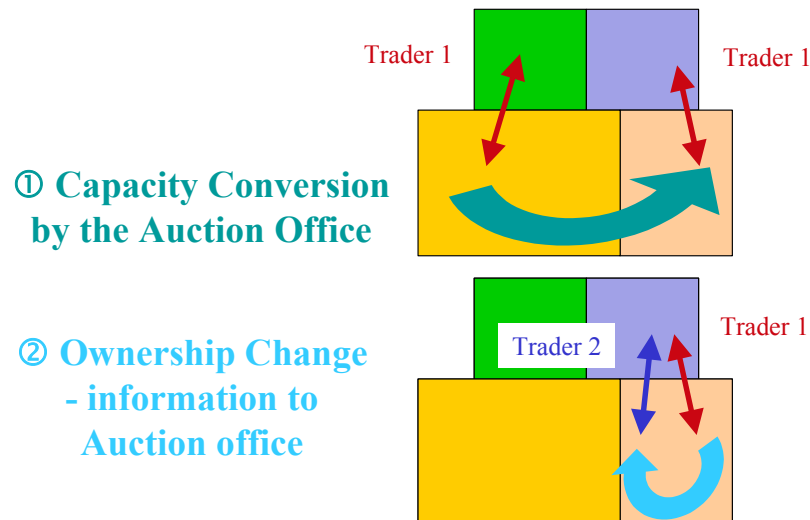 Trader 1
Trader 1
① Capacity Conversion
by the Auction Office
② Ownership Change
- information to
Auction office
Trader 2
Trader 1